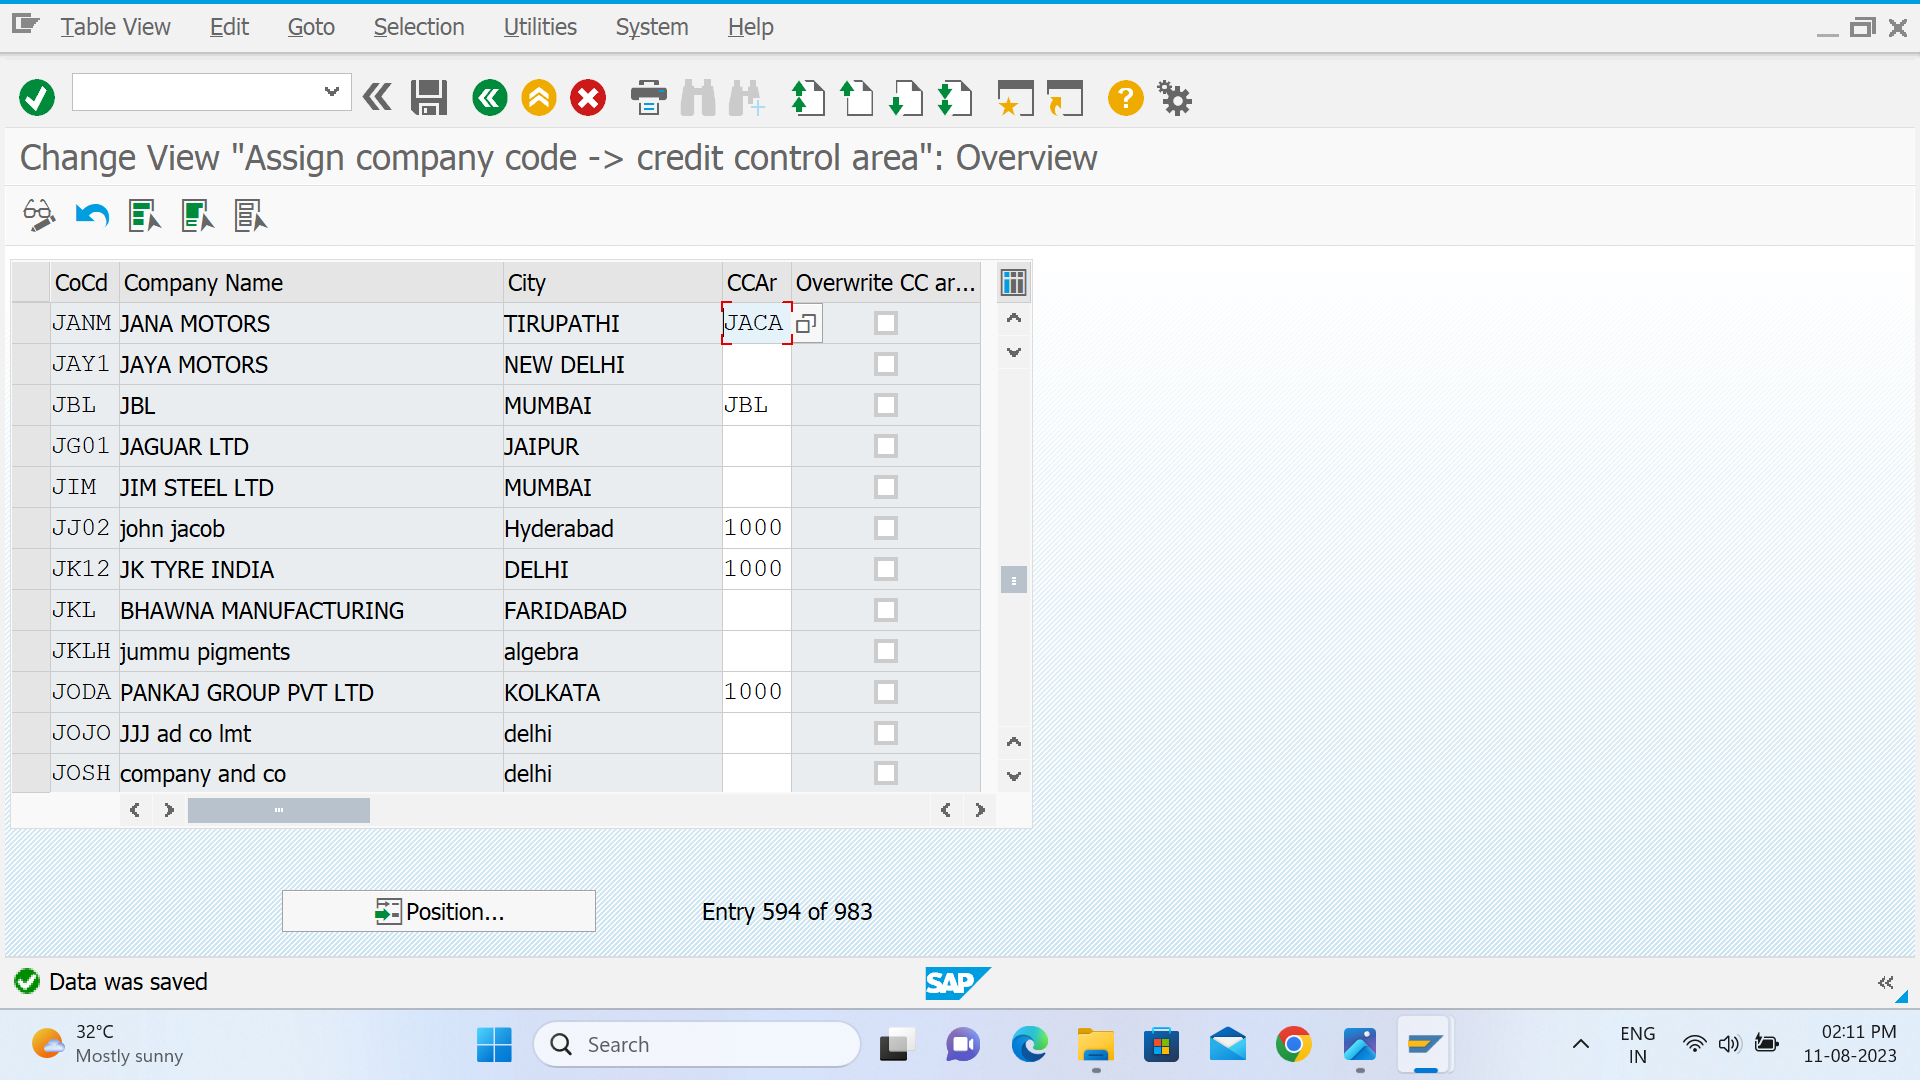 Table View Edit Goto Selection Utilities System Help
Change View "Assign company code -> credit control area": Overview
CoCd Company Name City CCAr Overwrite CC ar...
JANM JANA MOTORS TIRUPATHI JACA
JAY1 JAYA MOTORS NEW DELHI
JBL JBL MUMBAI JBL
JG01 JAGUAR LTD JAIPUR
JIM JIM STEEL LTD MUMBAI
JJ02 john jacob Hyderabad 1000
JK12 JK TYRE INDIA DELHI 1000
JKL BHAWNA MANUFACTURING FARIDABAD
JKLH jummu pigments algebra
JODA PANKAJ GROUP PVT LTD KOLKATA 1000
JOJO JJJ ad co lmt delhi
JOSH company and co delhi
Position... Entry 594 of 983
Data was saved SAP
32°C
Mostly sunny
Search
ENG
IN
02:11 PM
11-08-2023